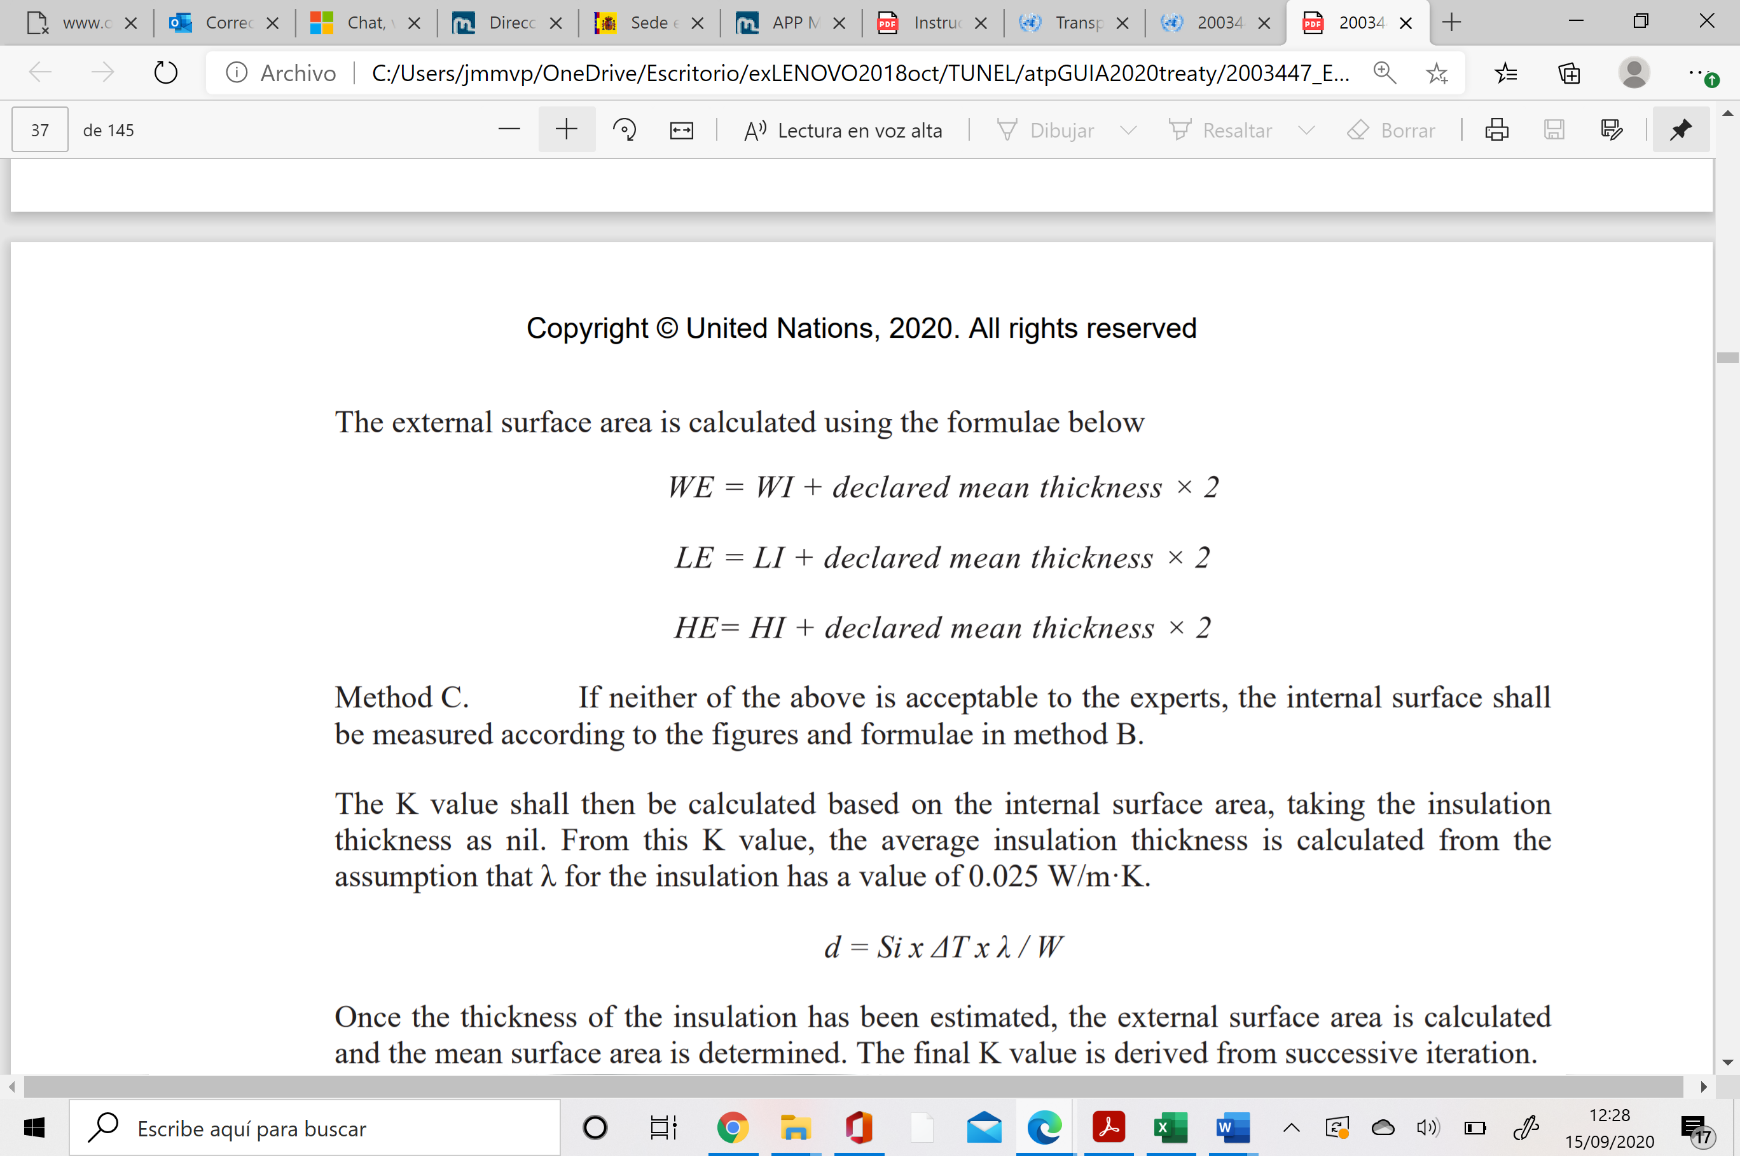 www.c
Correc
Chat,
Direcc
Sede e
APP M
Instruc
Transp
20034
20034
Archivo
C:/Users/jmmvp/OneDrive/Escritorio/exLENOVO2018oct/TUNEL/atpGUIA2020treaty/2003447_E...
37 de 145
Lectura en voz alta
Dibujar
Resaltar
Borrar
Copyright © United Nations, 2020. All rights reserved
The external surface area is calculated using the formulae below
WE = WI + declared mean thickness × 2
LE = LI + declared mean thickness × 2
HE= HI + declared mean thickness × 2
Method C. If neither of the above is acceptable to the experts, the internal surface shall
be measured according to the figures and formulae in method B.
The K value shall then be calculated based on the internal surface area, taking the insulation
thickness as nil. From this K value, the average insulation thickness is calculated from the
assumption that λ for the insulation has a value of 0.025 W/m·K.
d = Si x ΔT x λ / W
Once the thickness of the insulation has been estimated, the external surface area is calculated
and the mean surface area is determined. The final K value is derived from successive iteration.
Escribe aquí para buscar
12:28
15/09/2020
17